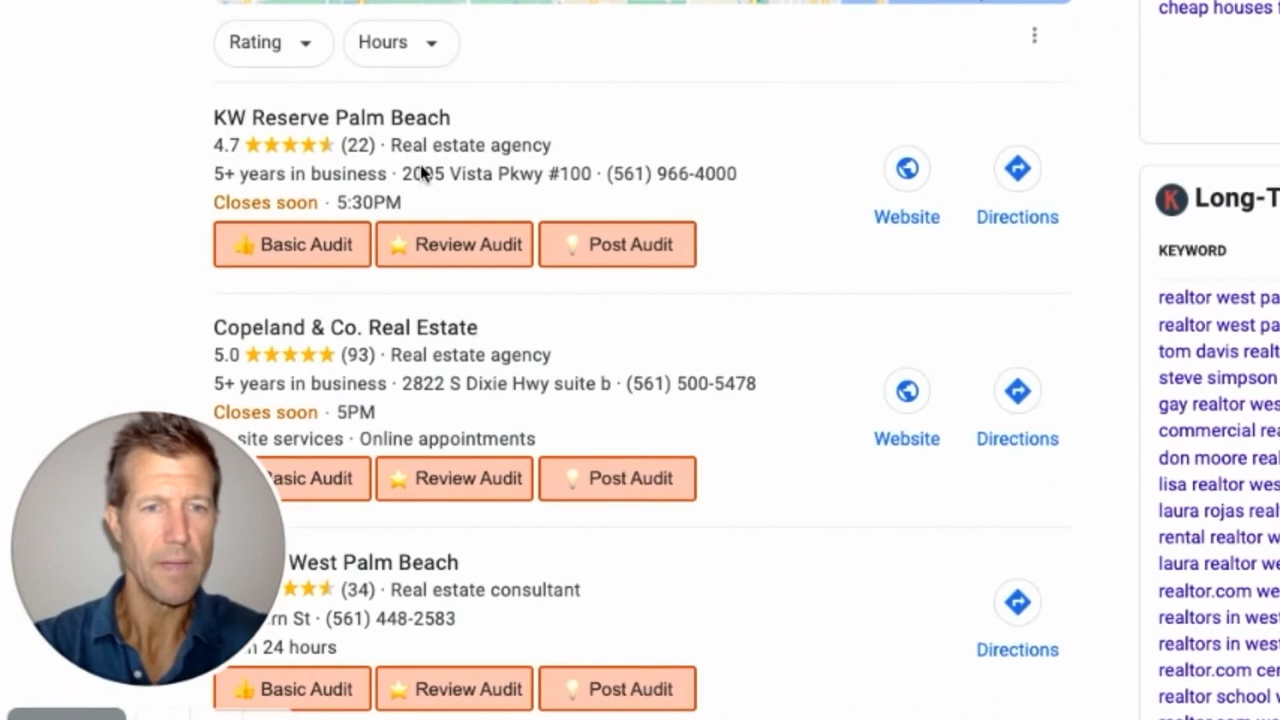 cheap houses
Rating
Hours
KW Reserve Palm Beach
4.7 (22) · Real estate agency
5+ years in business · Vista Pkwy #100 · (561) 966-4000
Closes soon · 5:30PM
Website
Directions
👍 Basic Audit ⭐ Review Audit 💡 Post Audit
Copeland & Co. Real Estate
5.0 (93) · Real estate agency
5+ years in business · 2822 S Dixie Hwy suite b · (561) 500-5478
Closes soon · 5PM
site services · Online appointments
Website
Directions
Basic Audit ⭐ Review Audit 💡 Post Audit
West Palm Beach
(34) · Real estate consultant
St · (561) 448-2583
24 hours
Directions
👍 Basic Audit ⭐ Review Audit 💡 Post Audit
K Long-T
KEYWORD
realtor west pa
realtor west pa
tom davis realt
steve simpson
gay realtor wes
commercial rea
don moore real
lisa realtor wes
laura rojas real
rental realtor w
laura realtor we
realtor.com we
realtors in west
realtors in west
realtor.com cen
realtor school w